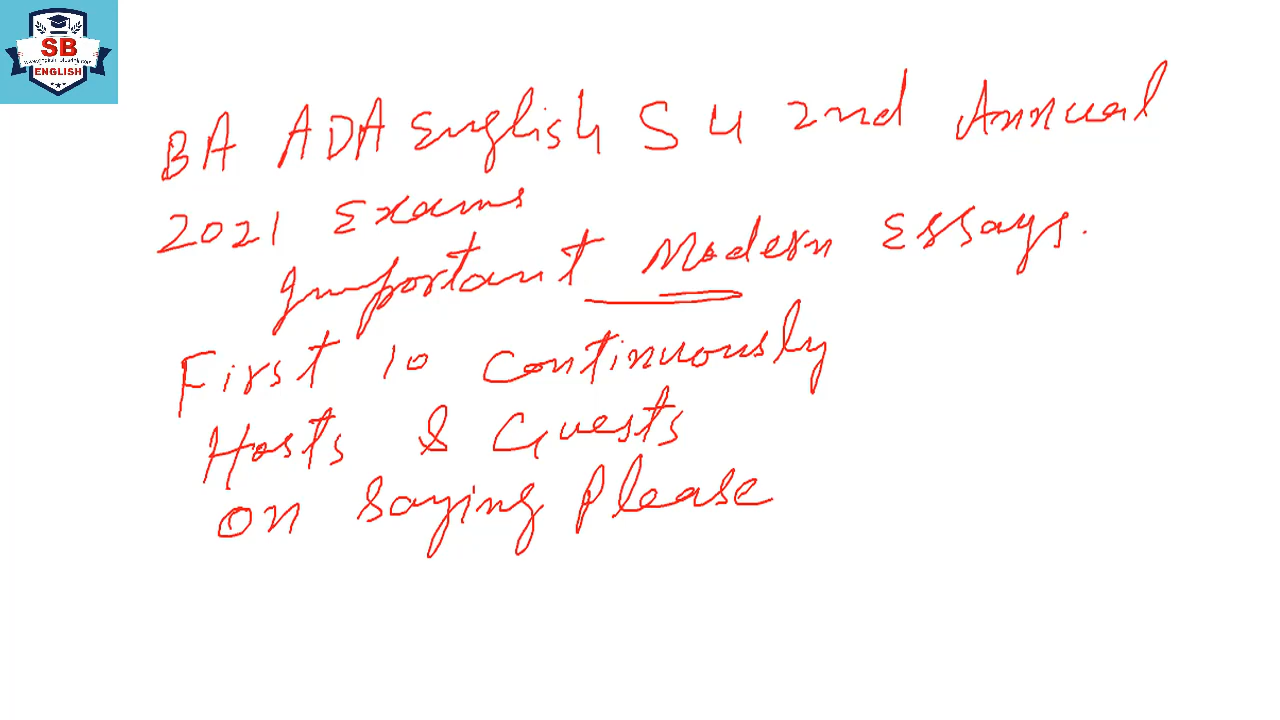 SB
ENGLISH
BA ADA English SU 2nd Annual
2021 Exams
Important Modern Essays.
First 10 Continuously
Hosts & Guests
On Saying Please